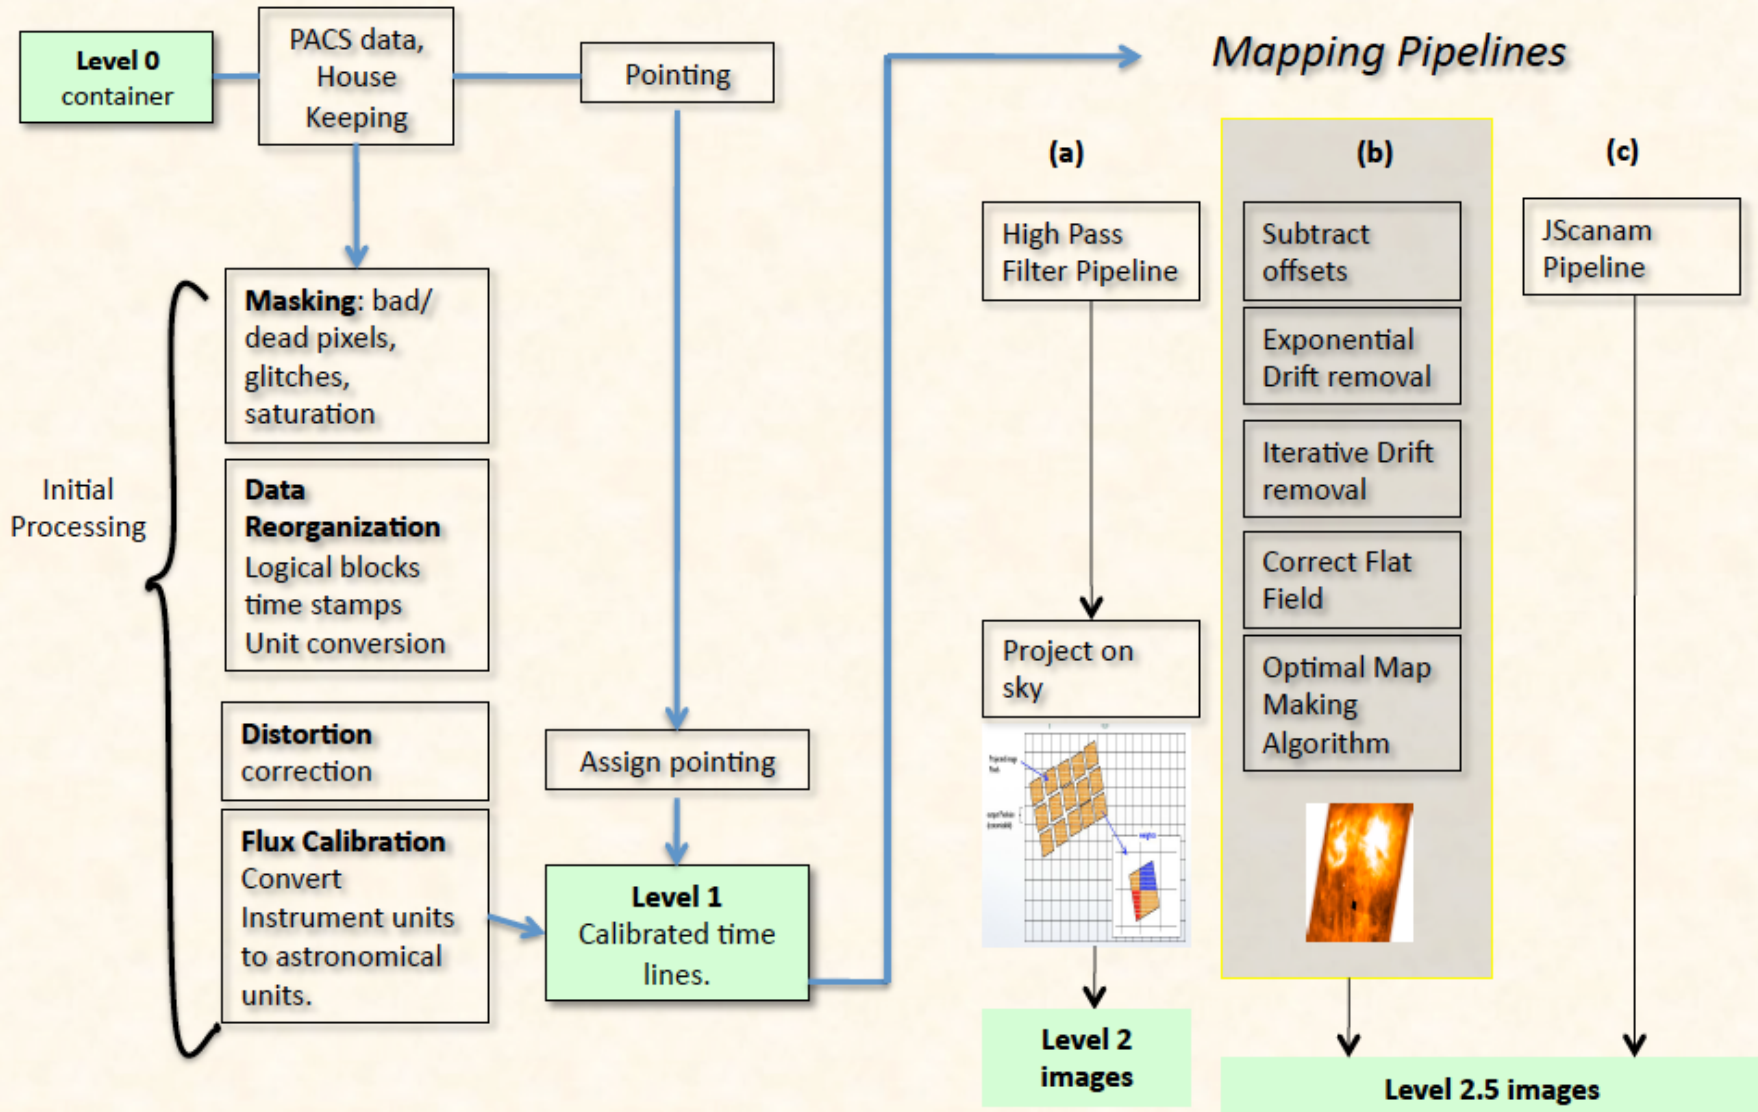 Level 0
container
PACS data,
House
Keeping
Pointing
Mapping Pipelines
Initial
Processing
Masking: bad/
dead pixels,
glitches,
saturation
Data
Reorganization
Logical blocks
time stamps
Unit conversion
Distortion
correction
Flux Calibration
Convert
Instrument units
to astronomical
units.
Assign pointing
Level 1
Calibrated time
lines.
(a)
High Pass
Filter Pipeline
Project on
sky
Level 2
images
(b)
Subtract
offsets
Exponential
Drift removal
Iterative Drift
removal
Correct Flat
Field
Optimal Map
Making
Algorithm
(c)
JScanam
Pipeline
Level 2.5 images